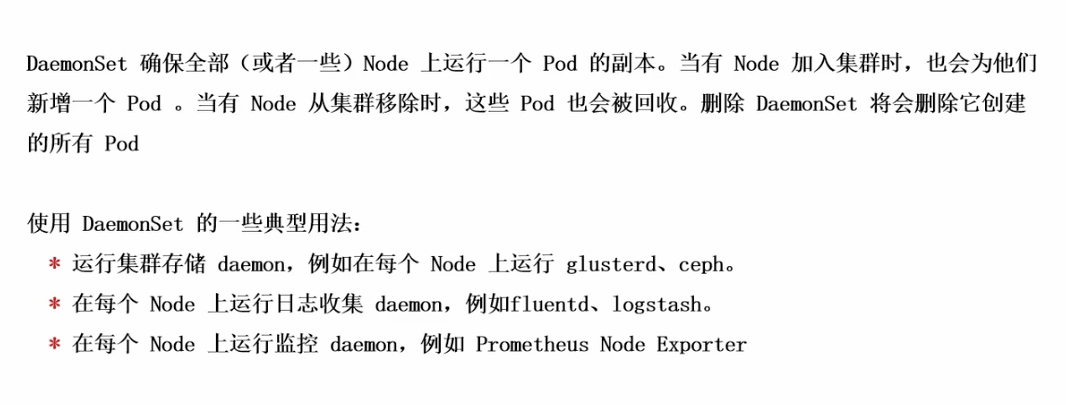 DaemonSet 确保全部（或者一些）Node 上运行一个 Pod 的副本。当有 Node 加入集群时，也会为他们
新增一个 Pod 。当有 Node 从集群移除时，这些 Pod 也会被回收。删除 DaemonSet 将会删除它创建
的所有 Pod
使用 DaemonSet 的一些典型用法：
* 运行集群存储 daemon，例如在每个 Node 上运行 glusterd、ceph。
* 在每个 Node 上运行日志收集 daemon，例如fluentd、logstash。
* 在每个 Node 上运行监控 daemon，例如 Prometheus Node Exporter